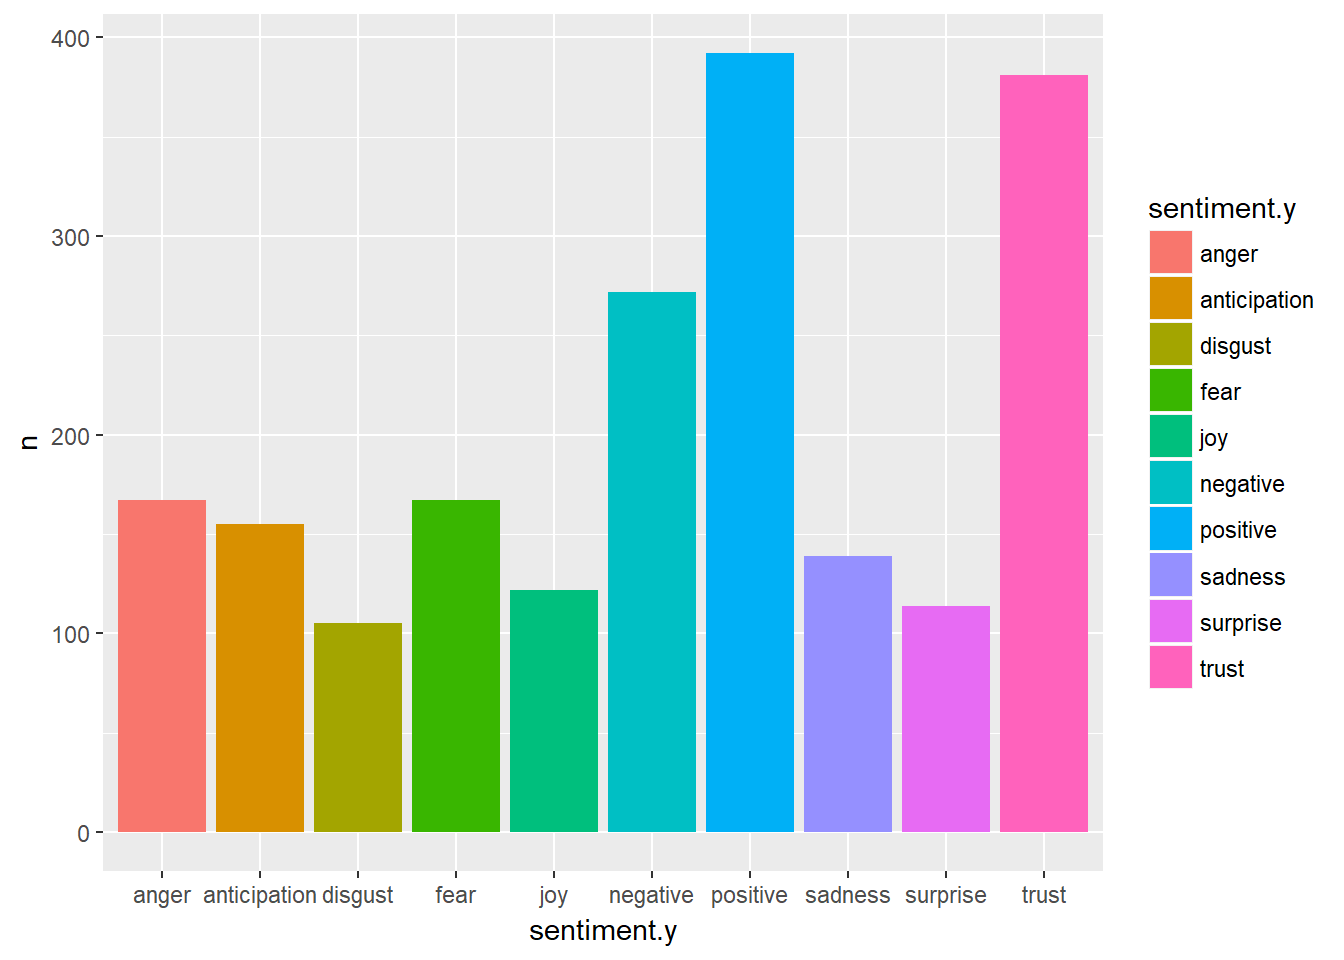 400
300
200
100
0
n
anger anticipation disgust fear joy negative positive sadness surprise trust
sentiment.y
sentiment.y
anger
anticipation
disgust
fear
joy
negative
positive
sadness
surprise
trust